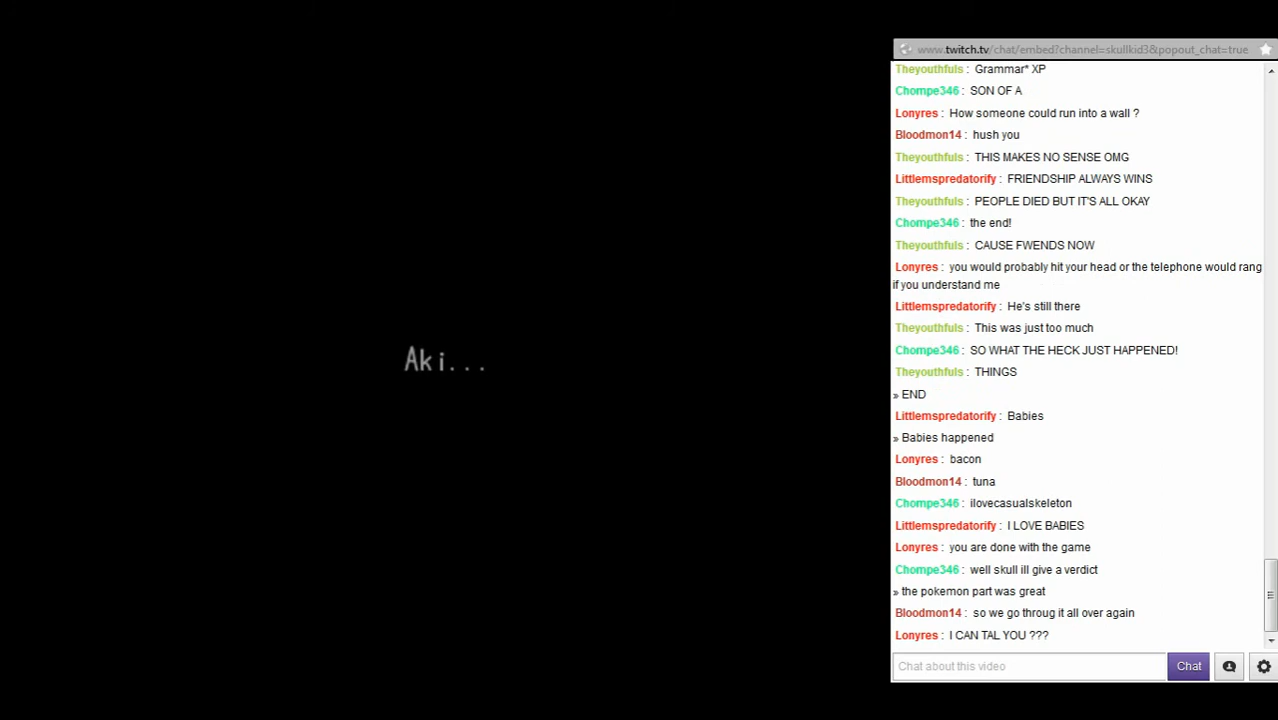 Aki...
www.twitch.tv/chat/embed?channel=skullkid3&popout_chat=true
Theyouthfuls : Grammar* XP
Chompe346 : SON OF A
Lonyres : How someone could run into a wall ?
Bloodmon14 : hush you
Theyouthfuls : THIS MAKES NO SENSE OMG
Littlemspredatorify : FRIENDSHIP ALWAYS WINS
Theyouthfuls : PEOPLE DIED BUT IT'S ALL OKAY
Chompe346 : the end!
Theyouthfuls : CAUSE FWENDS NOW
Lonyres : you would probably hit your head or the telephone would rang
if you understand me
Littlemspredatorify : He's still there
Theyouthfuls : This was just too much
Chompe346 : SO WHAT THE HECK JUST HAPPENED!
Theyouthfuls : THINGS
» END
Littlemspredatorify : Babies
» Babies happened
Lonyres : bacon
Bloodmon14 : tuna
Chompe346 : ilovecasualskeleton
Littlemspredatorify : I LOVE BABIES
Lonyres : you are done with the game
Chompe346 : well skull ill give a verdict
» the pokemon part was great
Bloodmon14 : so we go throug it all over again
Lonyres : I CAN TAL YOU ???
Chat about this video
Chat